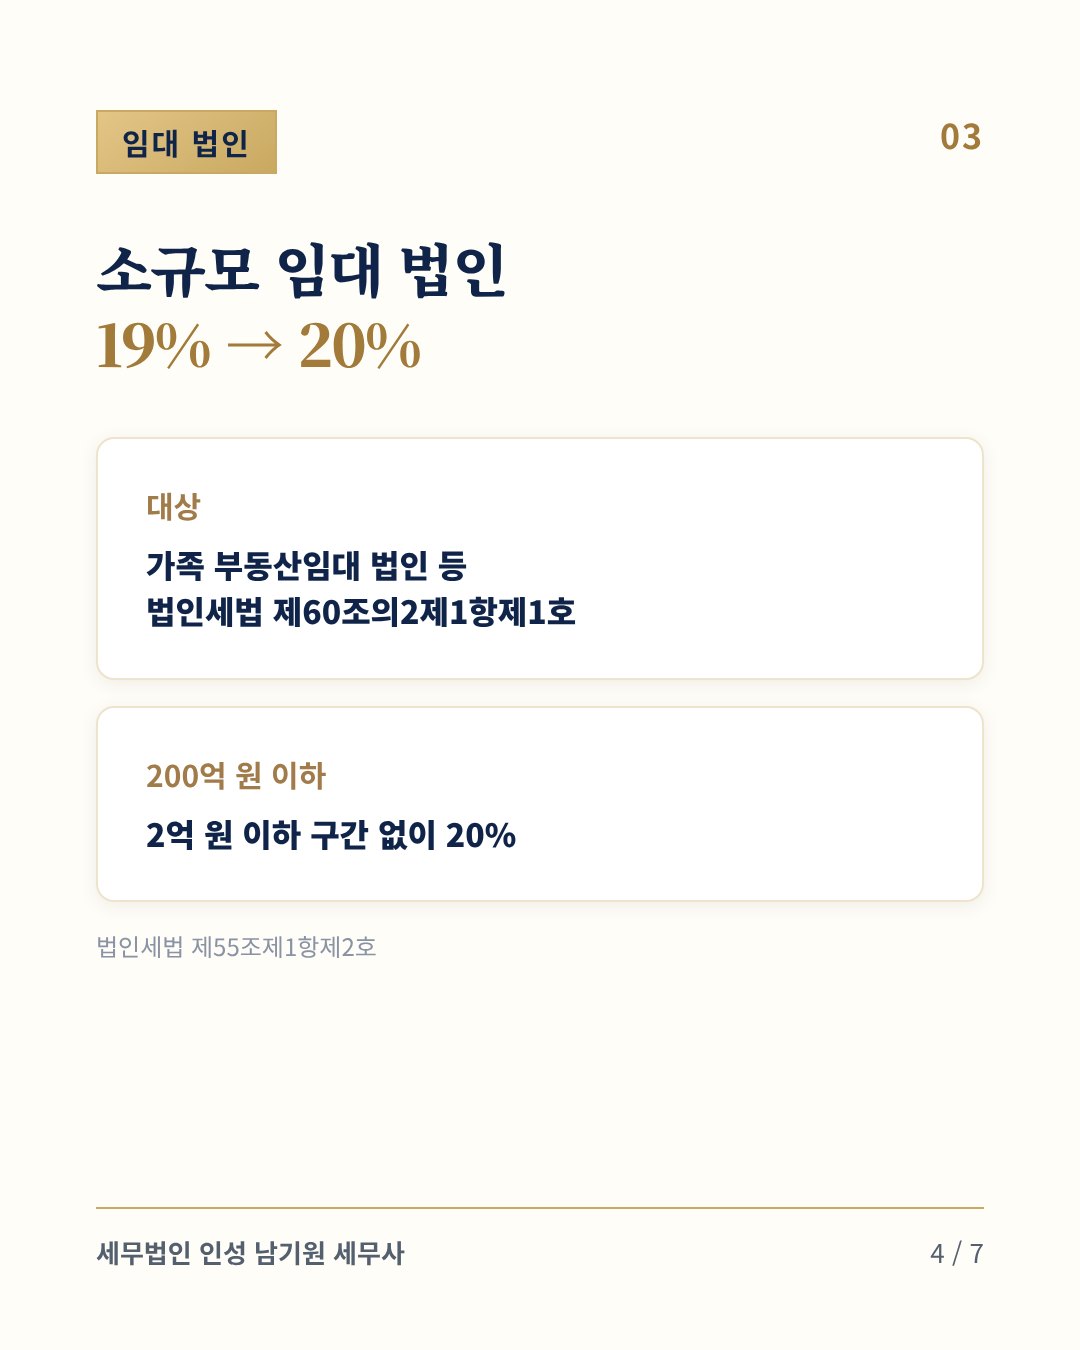 임대 법인
03
소규모 임대 법인
19% → 20%
대상
가족 부동산임대 법인 등
법인세법 제60조의2제1항제1호
200억 원 이하
2억 원 이하 구간 없이 20%
법인세법 제55조제1항제2호
세무법인 인성 남기원 세무사
4 / 7